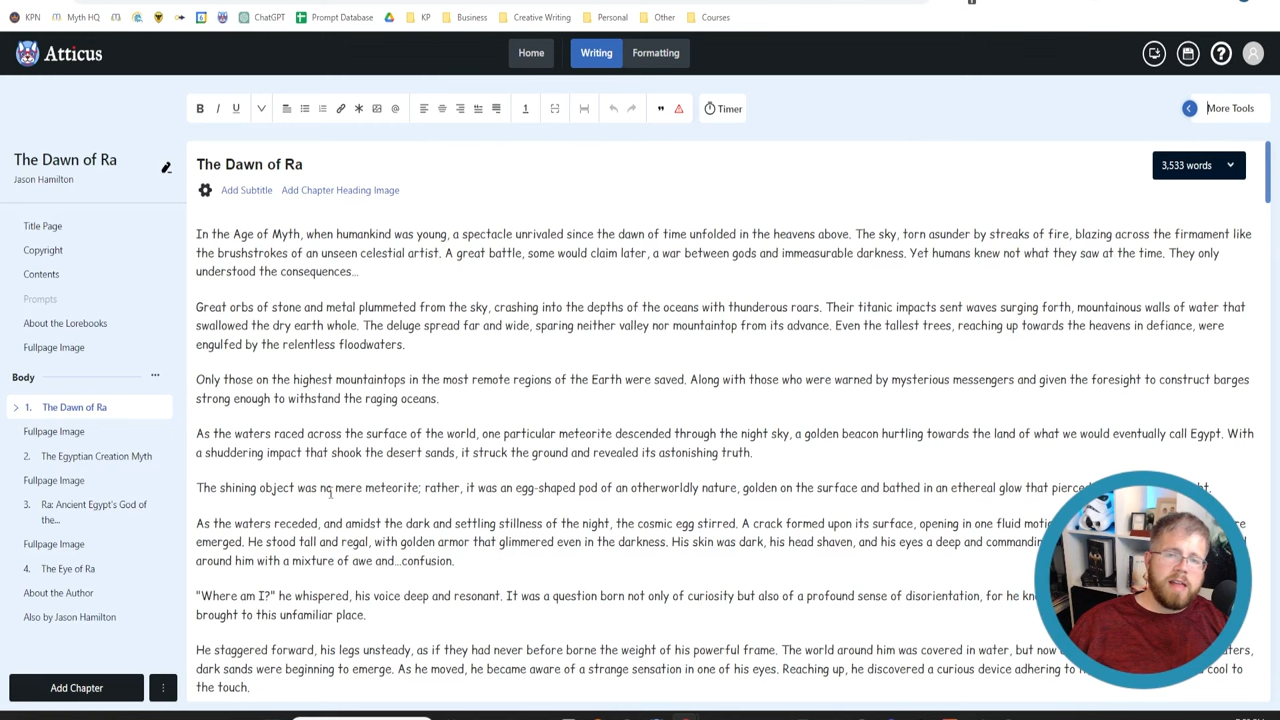 KPN
Myth HQ
ChatGPT
Prompt Database
KP
Business
Creative Writing
Personal
Other
Courses
Atticus
Home
Writing
Formatting
B I U
1
Timer
More Tools
The Dawn of Ra
Jason Hamilton
Title Page
Copyright
Contents
Prompts
About the Lorebooks
Fullpage Image
Body
1. The Dawn of Ra
Fullpage Image
2. The Egyptian Creation Myth
Fullpage Image
3. Ra: Ancient Egypt's God of
the...
Fullpage Image
4. The Eye of Ra
About the Author
Also by Jason Hamilton
Add Chapter
The Dawn of Ra
3,533 words
Add Subtitle
Add Chapter Heading Image
In the Age of Myth, when humankind was young, a spectacle unrivaled since the dawn of time unfolded in the heavens above. The sky, torn asunder by streaks of fire, blazing across the firmament like
the brushstrokes of an unseen celestial artist. A great battle, some would claim later, a war between gods and immeasurable darkness. Yet humans knew not what they saw at the time. They only
understood the consequences...
Great orbs of stone and metal plummeted from the sky, crashing into the depths of the oceans with thunderous roars. Their titanic impacts sent waves surging forth, mountainous walls of water that
swallowed the dry earth whole. The deluge spread far and wide, sparing neither valley nor mountaintop from its advance. Even the tallest trees, reaching up towards the heavens in defiance, were
engulfed by the relentless floodwaters.
Only those on the highest mountaintops in the most remote regions of the Earth were saved. Along with those who were warned by mysterious messengers and given the foresight to construct barges
strong enough to withstand the raging oceans.
As the waters raced across the surface of the world, one particular meteorite descended through the night sky, a golden beacon hurtling towards the land of what we would eventually call Egypt. With
a shuddering impact that shook the desert sands, it struck the ground and revealed its astonishing truth.
The shining object was no mere meteorite; rather, it was an egg-shaped pod of an otherworldly nature, golden on the surface and bathed in an ethereal glow that
As the waters receded, and amidst the dark and settling stillness of the night, the cosmic egg stirred. A crack formed upon its surface, opening in one fluid
emerged. He stood tall and regal, with golden armor that glimmered even in the darkness. His skin was dark, his head shaven, and his eyes a deep and
around him with a mixture of awe and...confusion.
"Where am I?" he whispered, his voice deep and resonant. It was a question born not only of curiosity but also of a profound sense of disorientation, for he
brought to this unfamiliar place.
He staggered forward, his legs unsteady, as if they had never before borne the weight of his powerful frame. The world around him was covered in water, but
dark sands were beginning to emerge. As he moved, he became aware of a strange sensation in one of his eyes. Reaching up, he discovered a curious device adhering to cool to
the touch.